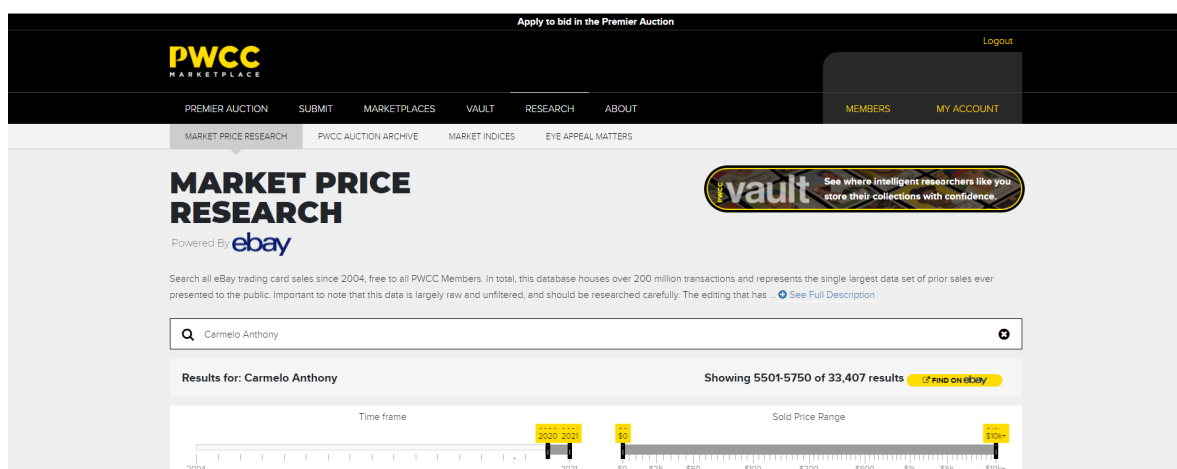 Apply to bid in the Premier Auction
Logout
PWCC
MARKETPLACE
PREMIER AUCTION SUBMIT MARKETPLACES VAULT RESEARCH ABOUT MEMBERS MY ACCOUNT
MARKET PRICE RESEARCH PWCC AUCTION ARCHIVE MARKET INDICES EYE APPEAL MATTERS
MARKET PRICE
RESEARCH
Powered By ebay
PWCC vault
See where intelligent researchers like you
store their collections with confidence.
Search all eBay trading card sales since 2004, free to all PWCC Members. In total, this database houses over 200 million transactions and represents the single largest data set of prior sales ever
presented to the public. Important to note that this data is largely raw and unfiltered, and should be researched carefully. The editing that has ... See Full Description
Carmelo Anthony
Results for: Carmelo Anthony Showing 5501-5750 of 33,407 results FIND ON ebay
Time frame Sold Price Range
2020 2021 $0 $10k+
2004 2021 $0 $25 $50 $100 $200 $500 $1k $5k $10k+